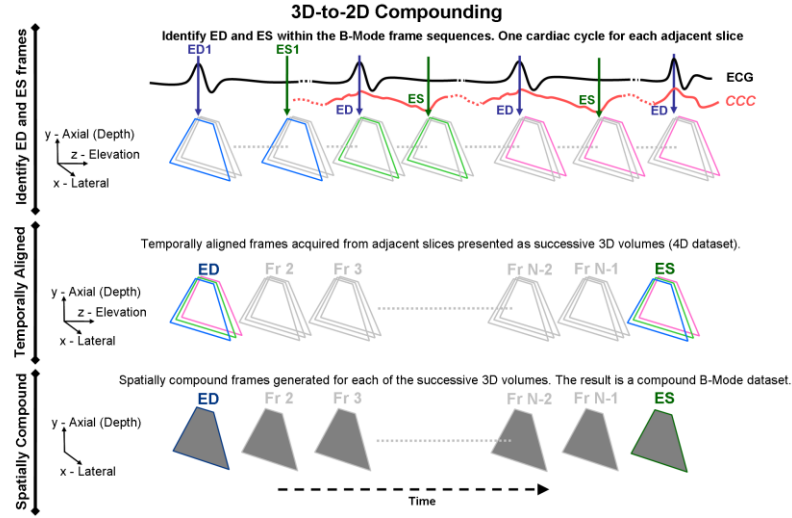 3D-to-2D Compounding
Identify ED and ES frames
Identify ED and ES within the B-Mode frame sequences. One cardiac cycle for each adjacent slice
ED1
ES1
ECG
ES
ED
ED
ES
ED
CCC
y - Axial (Depth)
z - Elevation
x - Lateral
Temporally Aligned
Temporally aligned frames acquired from adjacent slices presented as successive 3D volumes (4D dataset).
ED Fr 2 Fr 3 Fr N-2 Fr N-1 ES
y - Axial (Depth)
z - Elevation
x - Lateral
Spatially Compound
Spatially compound frames generated for each of the successive 3D volumes. The result is a compound B-Mode dataset.
ED Fr 2 Fr 3 Fr N-2 Fr N-1 ES
y - Axial (Depth)
x - Lateral
Time